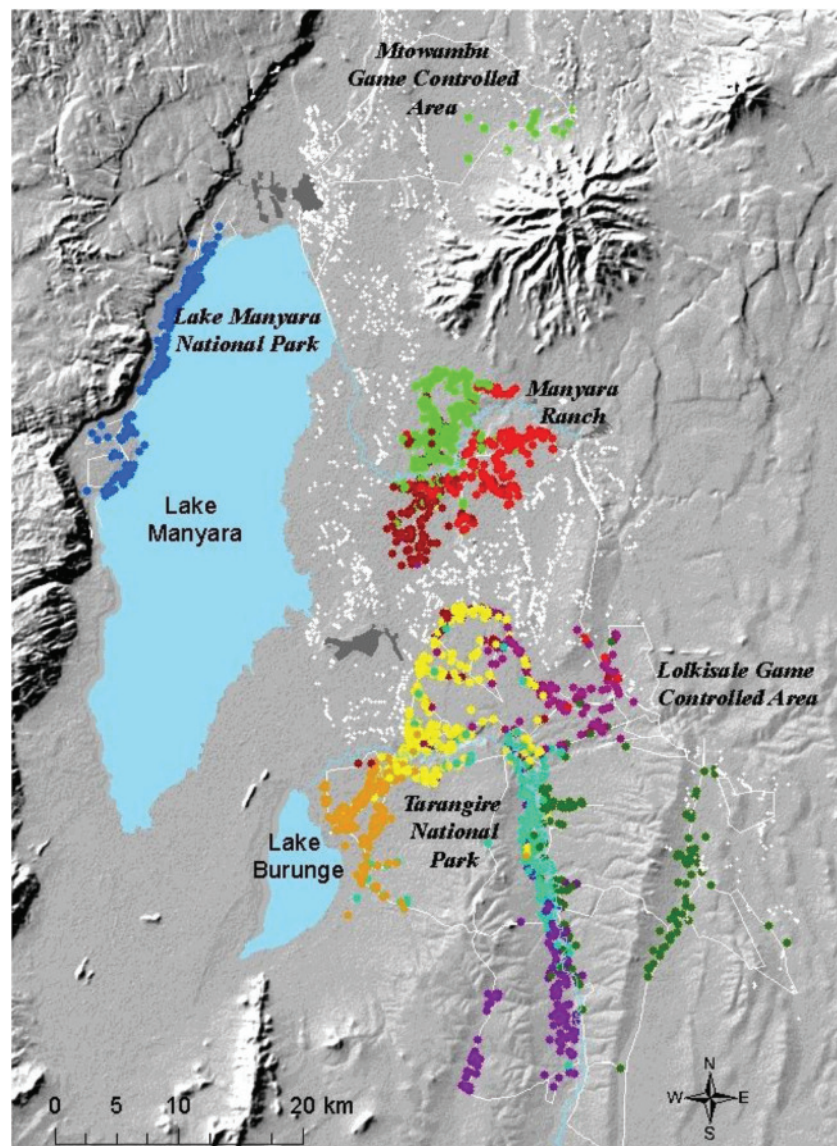 Mtowambu
Game Controlled
Area
Lake Manyara
National Park
Manyara
Ranch
Lake
Manyara
Lolkisale Game
Controlled Area
Tarangire
National
Park
Lake
Burunge
0 5 10 20 km
N
W E
S